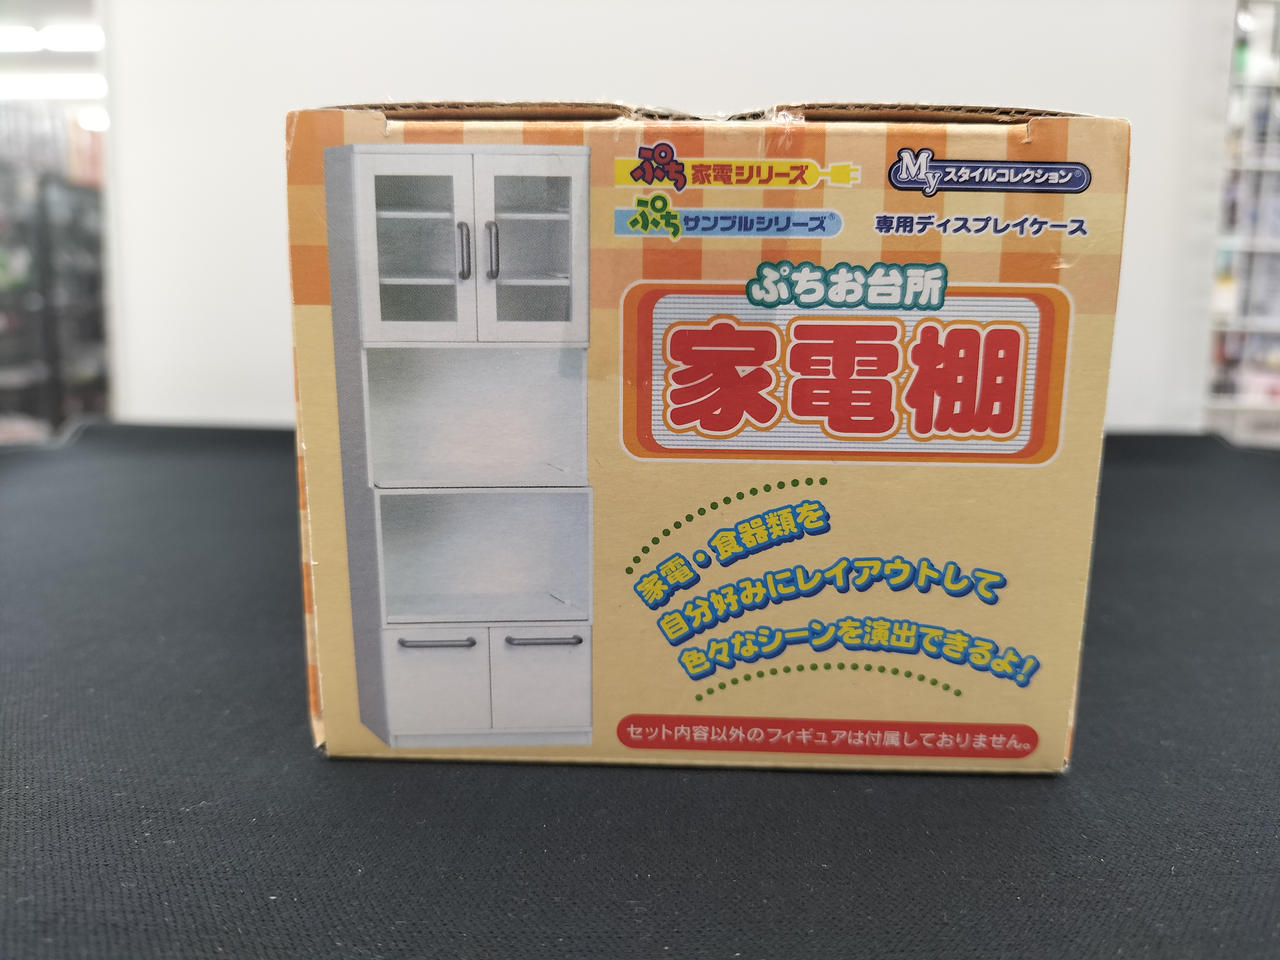 ぷち家電シリーズ
Myスタイルコレクション®
ぷちサンプルシリーズ®
専用ディスプレイケース
ぷちお台所
家電棚
家電・食器類を
自分好みにレイアウトして
色々なシーンを演出できるよ!
セット内容以外のフィギュアは付属しておりません。